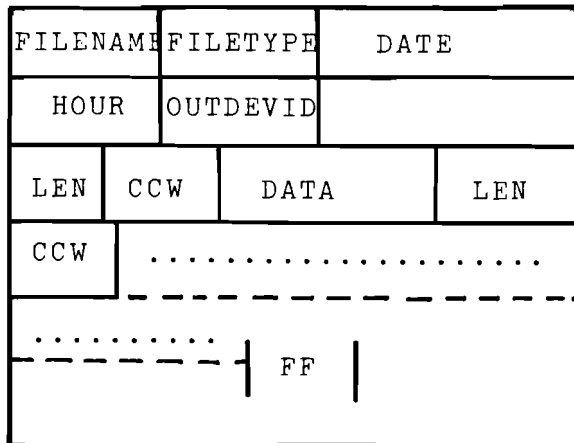 FILENAME FILETYPE DATE
HOUR OUTDEVID
LEN CCW DATA LEN
CCW ......................
..........
FF